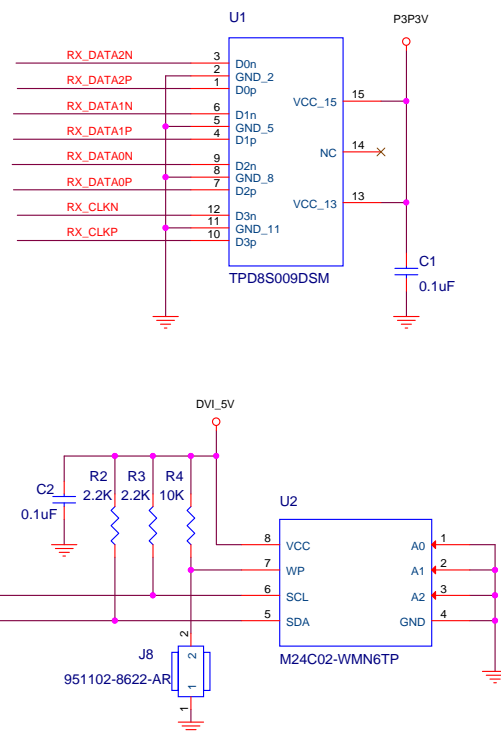 U1
P3P3V
RX_DATA2N 3 D0n
2 GND_2
RX_DATA2P 1 D0p
VCC_15 15
RX_DATA1N 6 D1n
5 GND_5
RX_DATA1P 4 D1p
NC 14
RX_DATA0N 9 D2n
8 GND_8
RX_DATA0P 7 D2p
VCC_13 13
RX_CLKN 12 D3n
11 GND_11
RX_CLKP 10 D3p
C1
0.1uF
TPD8S009DSM
DVI_5V
R2 R3 R4
2.2K 2.2K 10K
C2
0.1uF
U2
8 VCC A0 1
7 WP A1 2
6 SCL A2 3
5 SDA GND 4
M24C02-WMN6TP
J8
951102-8622-AR
2
2
1
1